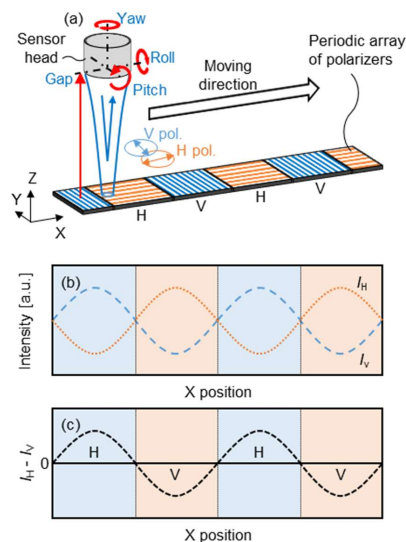 (a)
Yaw
Sensor
head
Roll
Gap
Pitch
Periodic array
of polarizers
Moving
direction
V pol.
H pol.
Z
Y
X
H
V
H
V
(b)
Intensity [a.u.]
IH
IV
X position
(c)
IH - IV
0
H
V
H
V
X position